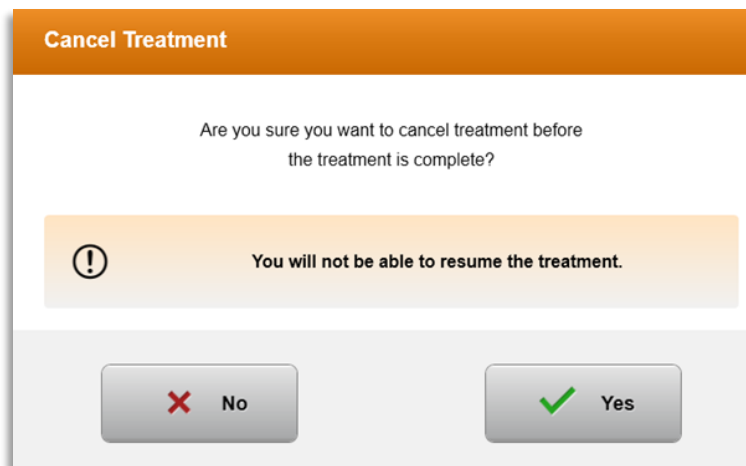 Cancel Treatment
Are you sure you want to cancel treatment before
the treatment is complete?
You will not be able to resume the treatment.
No
Yes